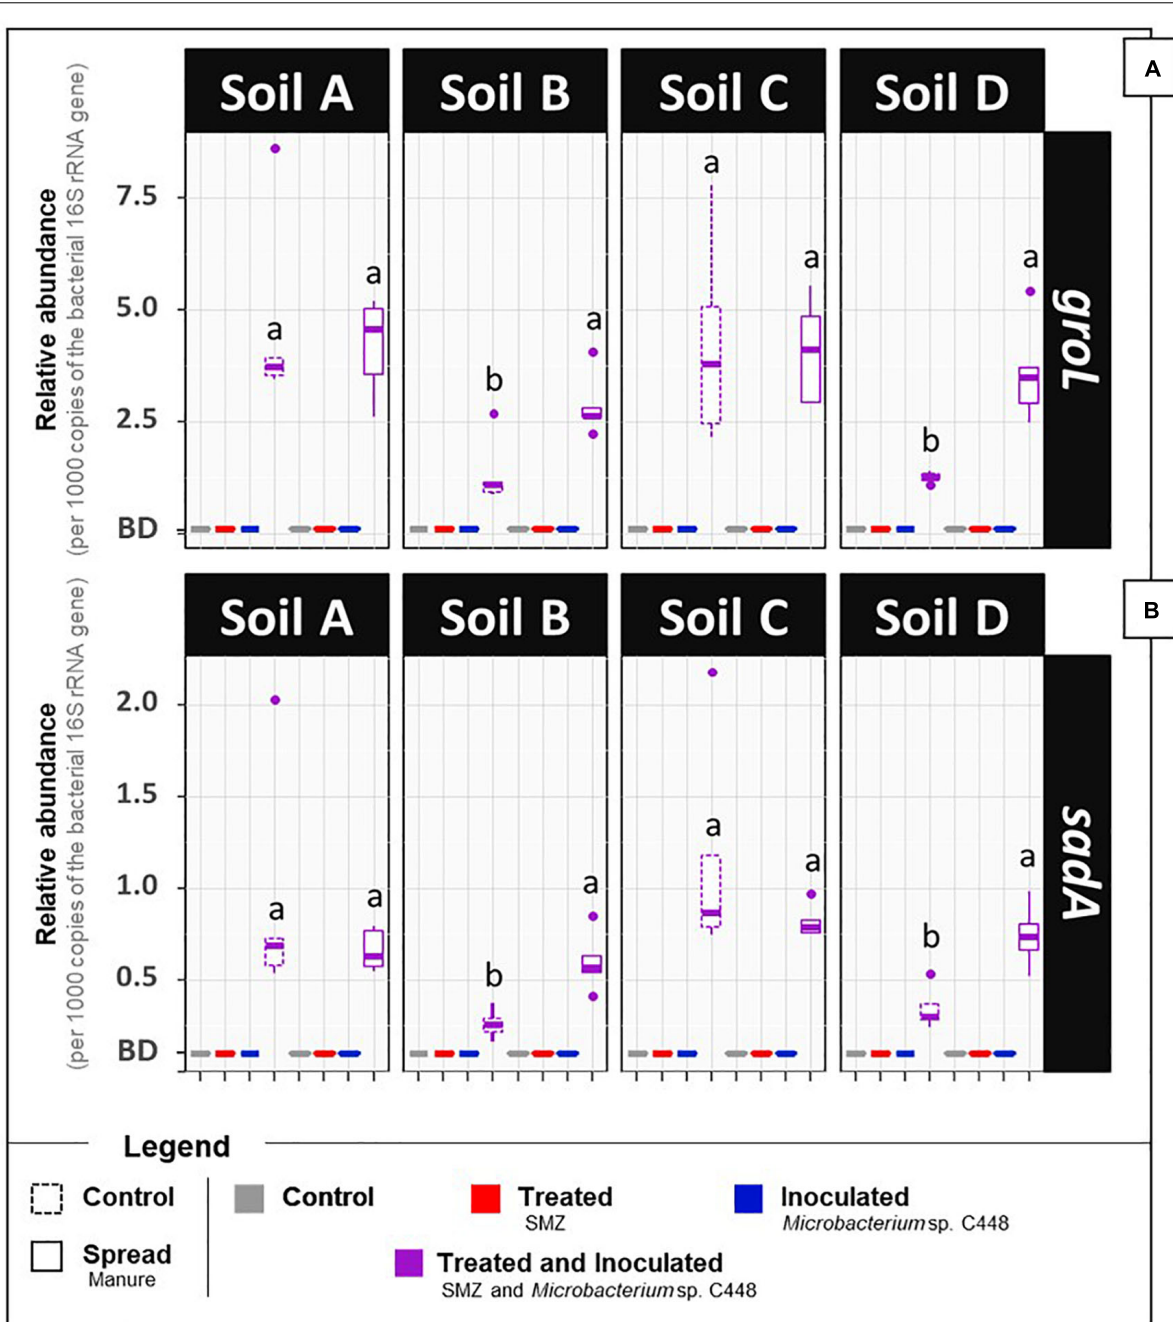 A
Soil A Soil B Soil C Soil D
Relative abundance
(per 1000 copies of the bacterial 16S rRNA gene)
7.5
5.0
2.5
BD
a a b a a a b a
groL
B
Soil A Soil B Soil C Soil D
Relative abundance
(per 1000 copies of the bacterial 16S rRNA gene)
2.0
1.5
1.0
0.5
BD
a a b a a a b a
sadA
Legend
Control Control Treated Inoculated
SMZ Microbacterium sp. C448
Spread Treated and Inoculated
Manure SMZ and Microbacterium sp. C448